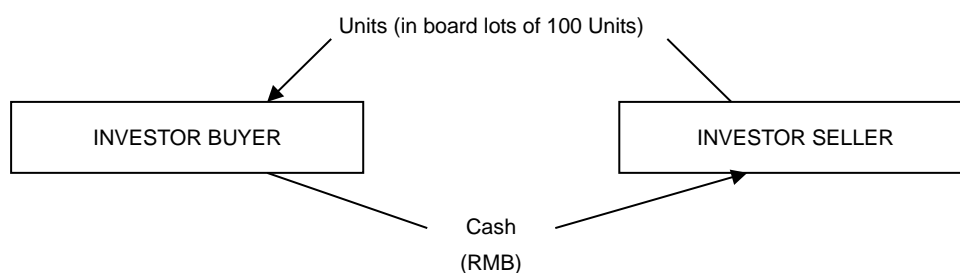 Units (in board lots of 100 Units)
INVESTOR BUYER
INVESTOR SELLER
Cash
(RMB)